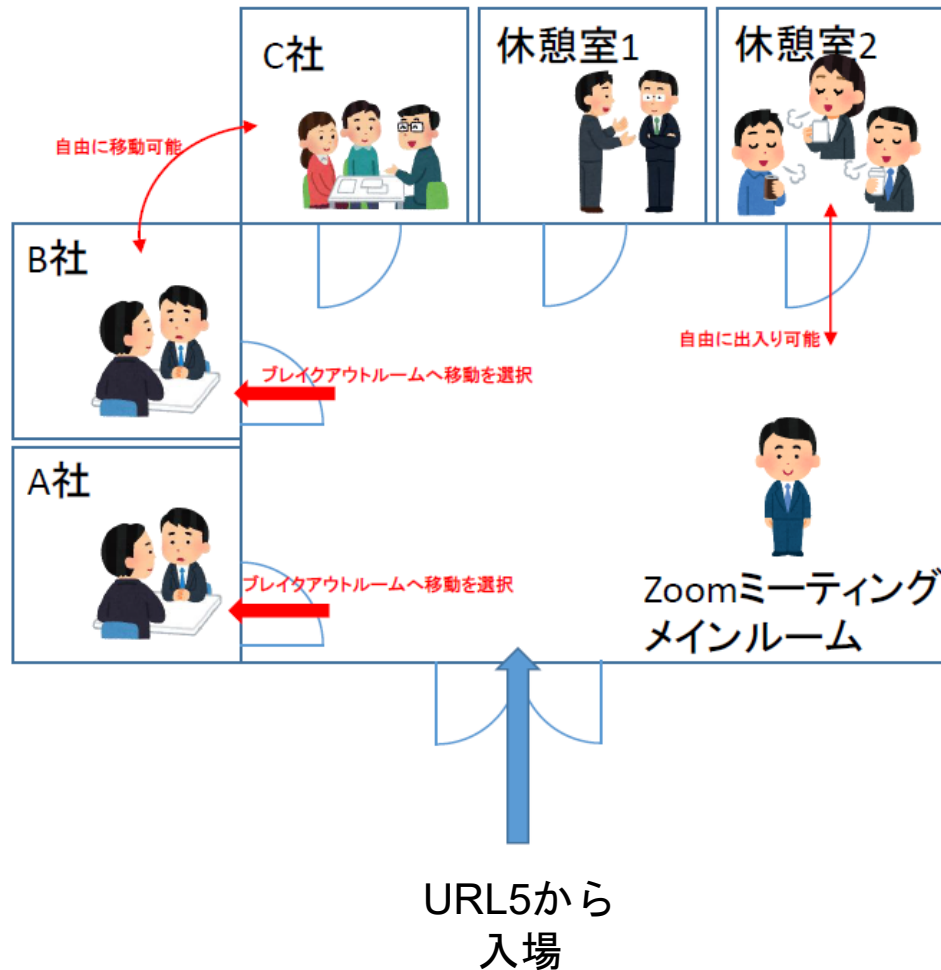 C社
休憩室1
休憩室2
自由に移動可能
B社
自由に出入り可能
ブレイクアウトルームへ移動を選択
A社
ブレイクアウトルームへ移動を選択
Zoomミーティング
メインルーム
URL5から
入場